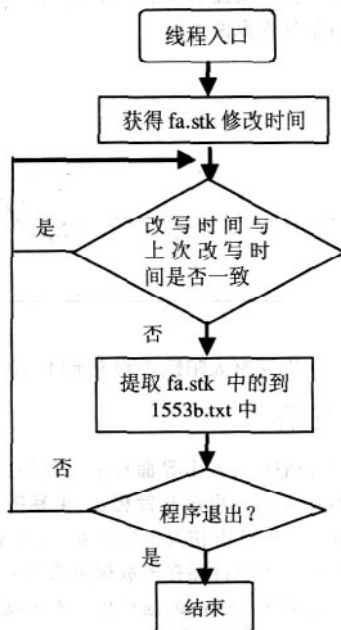 线程入口
获得 fa.stk 修改时间
是
改写时间与
上次改写时
间是否一致
否
提取 fa.stk 中的到
1553b.txt 中
否
程序退出？
是
结束